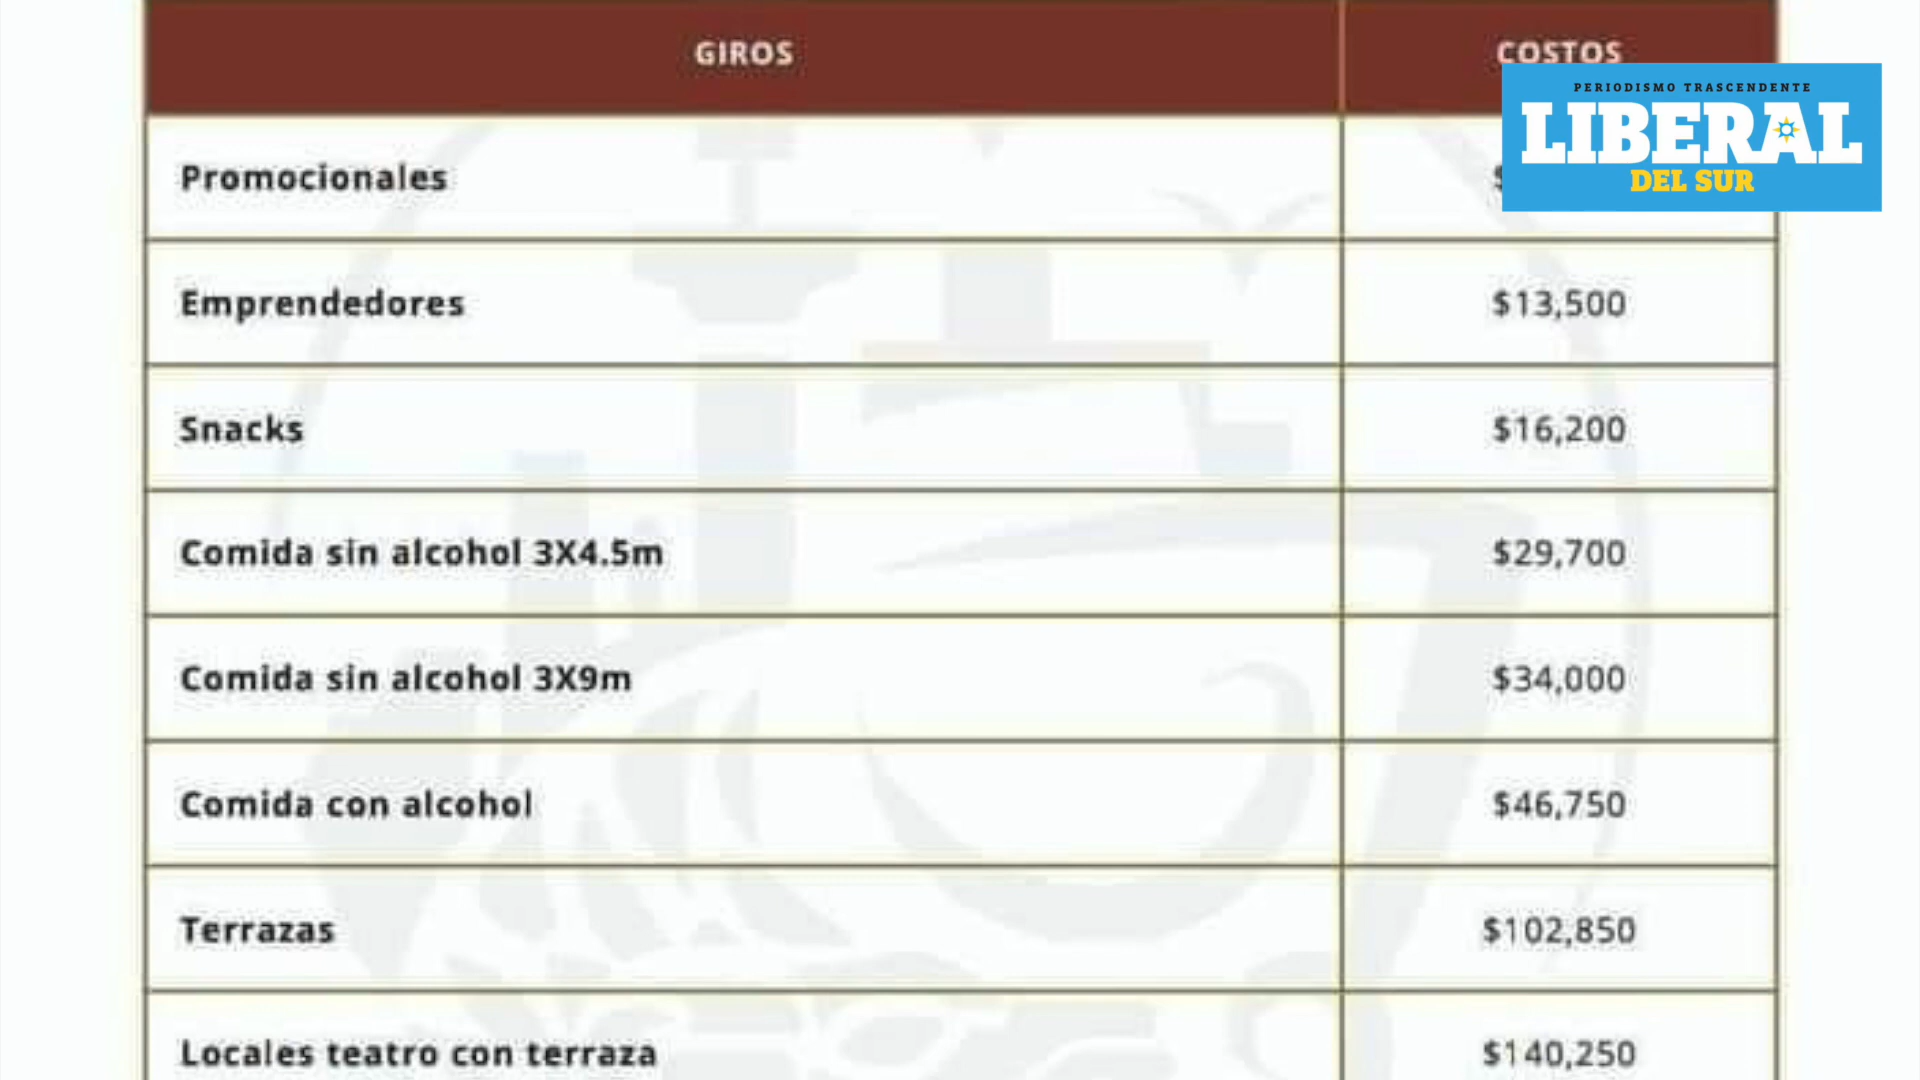 GIROS COSTOS
PERIODISMO TRASCENDENTE
LIBERAL
DEL SUR
Promocionales $
Emprendedores $13,500
Snacks $16,200
Comida sin alcohol 3X4.5m $29,700
Comida sin alcohol 3X9m $34,000
Comida con alcohol $46,750
Terrazas $102,850
Locales teatro con terraza $140,250